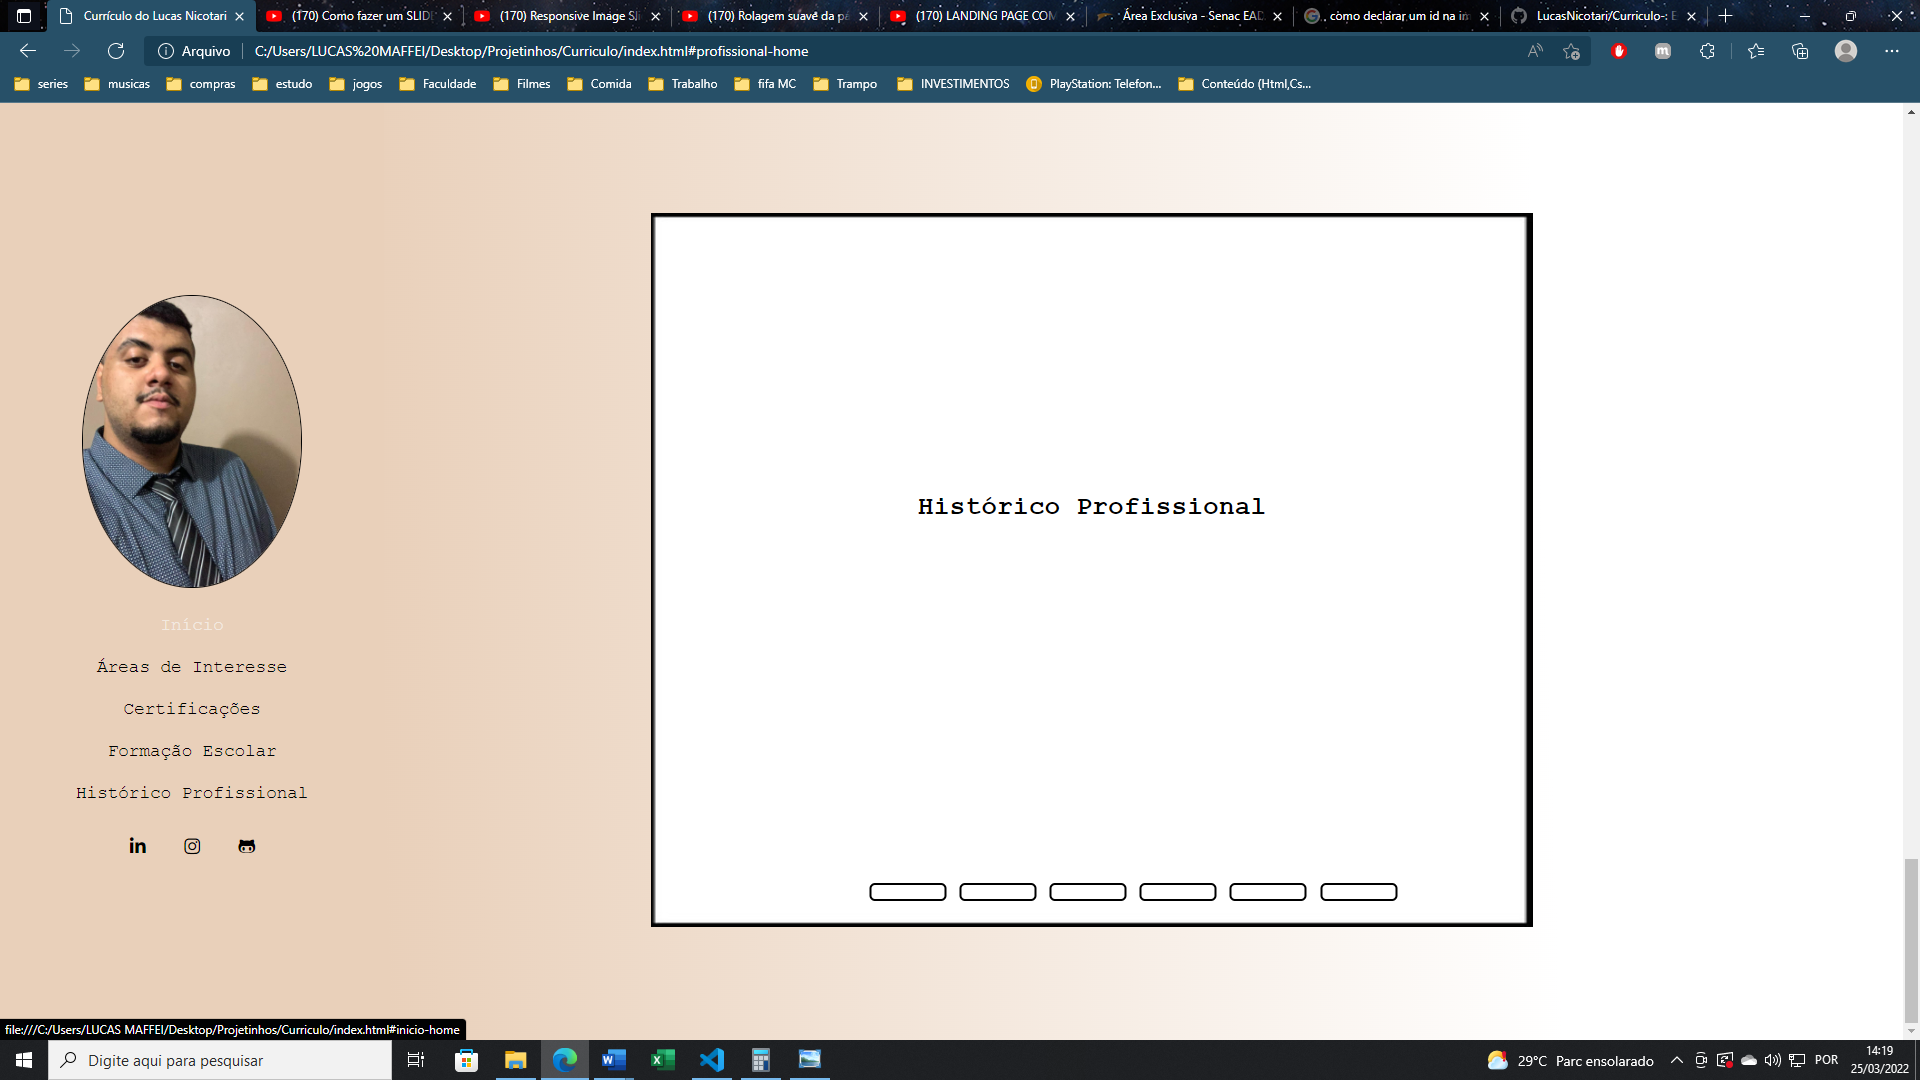 Currículo do Lucas Nicotari
(170) Como fazer um SLID
(170) Responsive Image Sl
(170) Rolagem suave da pá
(170) LANDING PAGE COM
Área Exclusiva - Senac EAD
como declarar um id na im
LucasNicotari/Curriculo-: E
Arquivo
C:/Users/LUCAS%20MAFFEI/Desktop/Projetinhos/Curriculo/index.html#profissional-home
series
musicas
compras
estudo
jogos
Faculdade
Filmes
Comida
Trabalho
fifa MC
Trampo
INVESTIMENTOS
PlayStation: Telefon...
Conteúdo (Html,Cs...
Histórico Profissional
Início
Áreas de Interesse
Certificações
Formação Escolar
Histórico Profissional
file:///C:/Users/LUCAS MAFFEI/Desktop/Projetinhos/Curriculo/index.html#inicio-home
Digite aqui para pesquisar
29°C Parc ensolarado
POR
14:19
25/03/2022